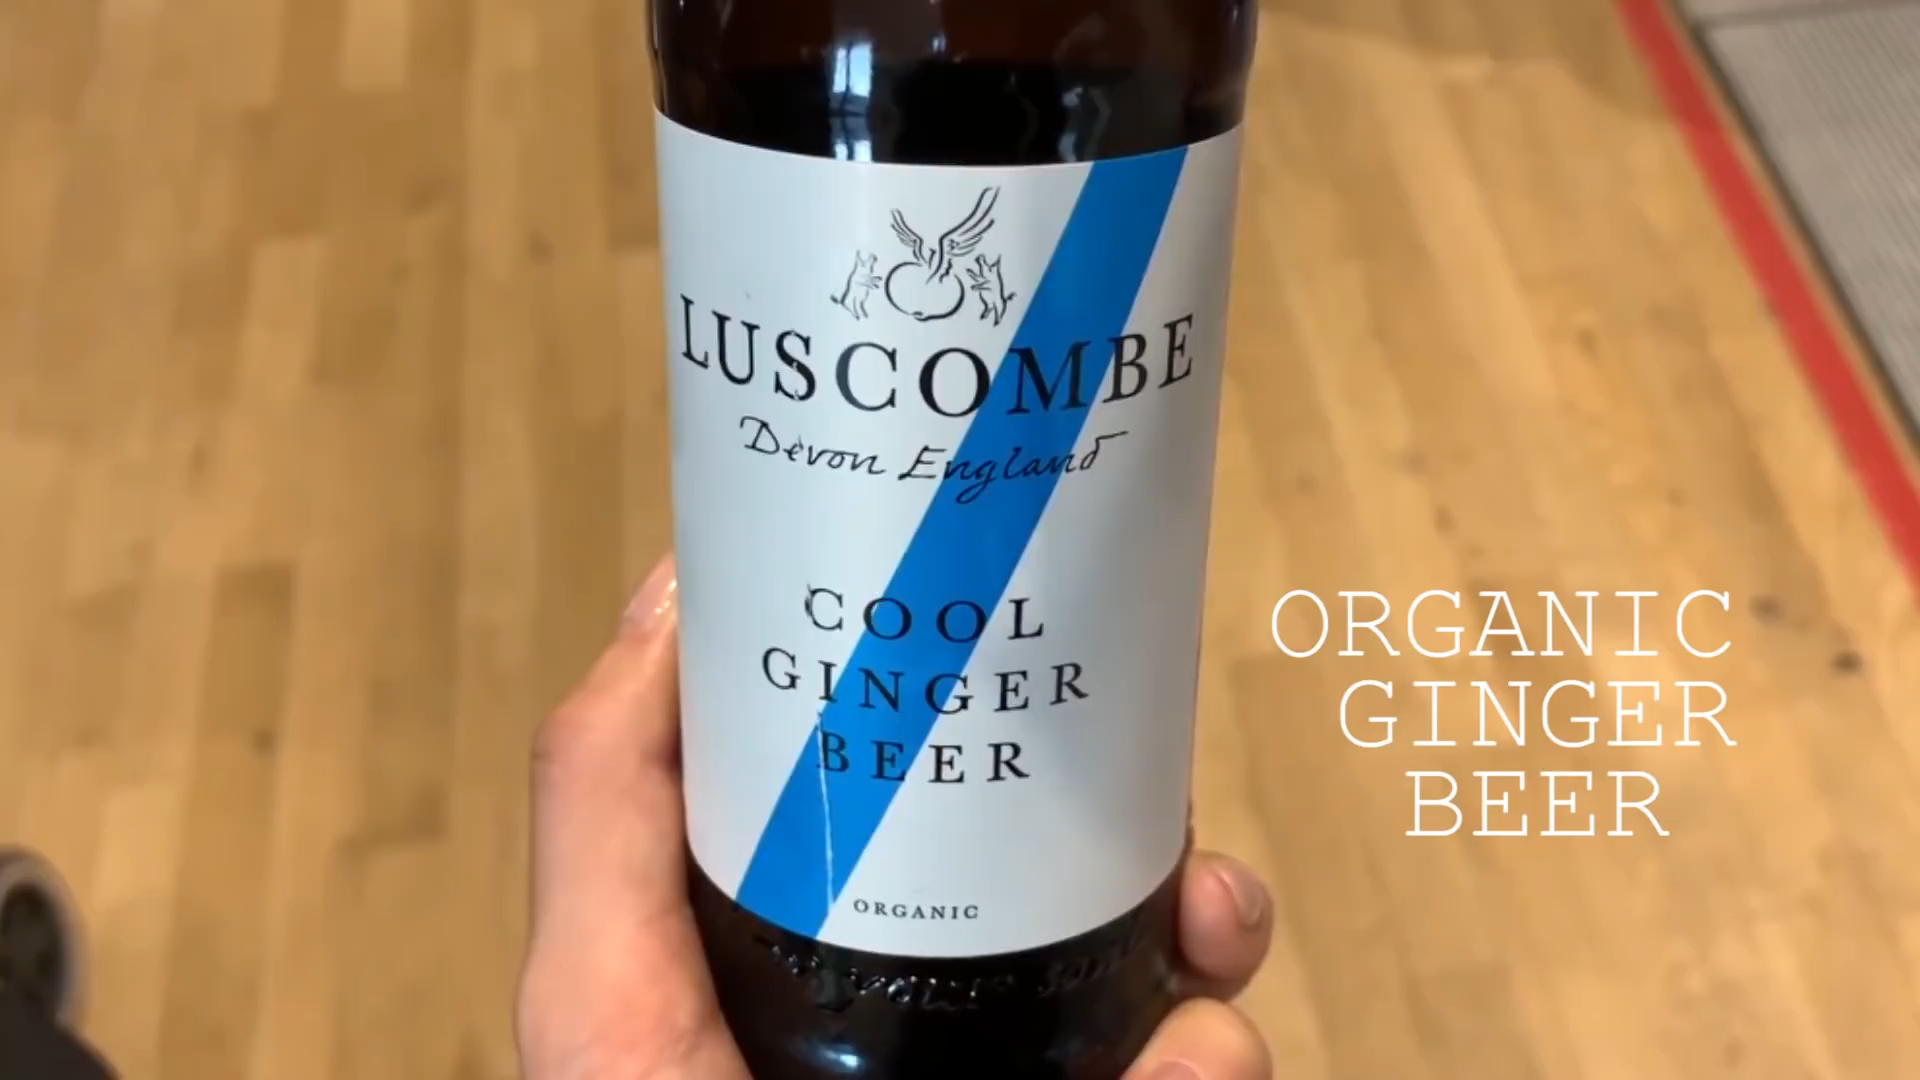 LUSCOMBE
Devon England
COOL
GINGER
BEER
ORGANIC
ORGANIC
GINGER
BEER